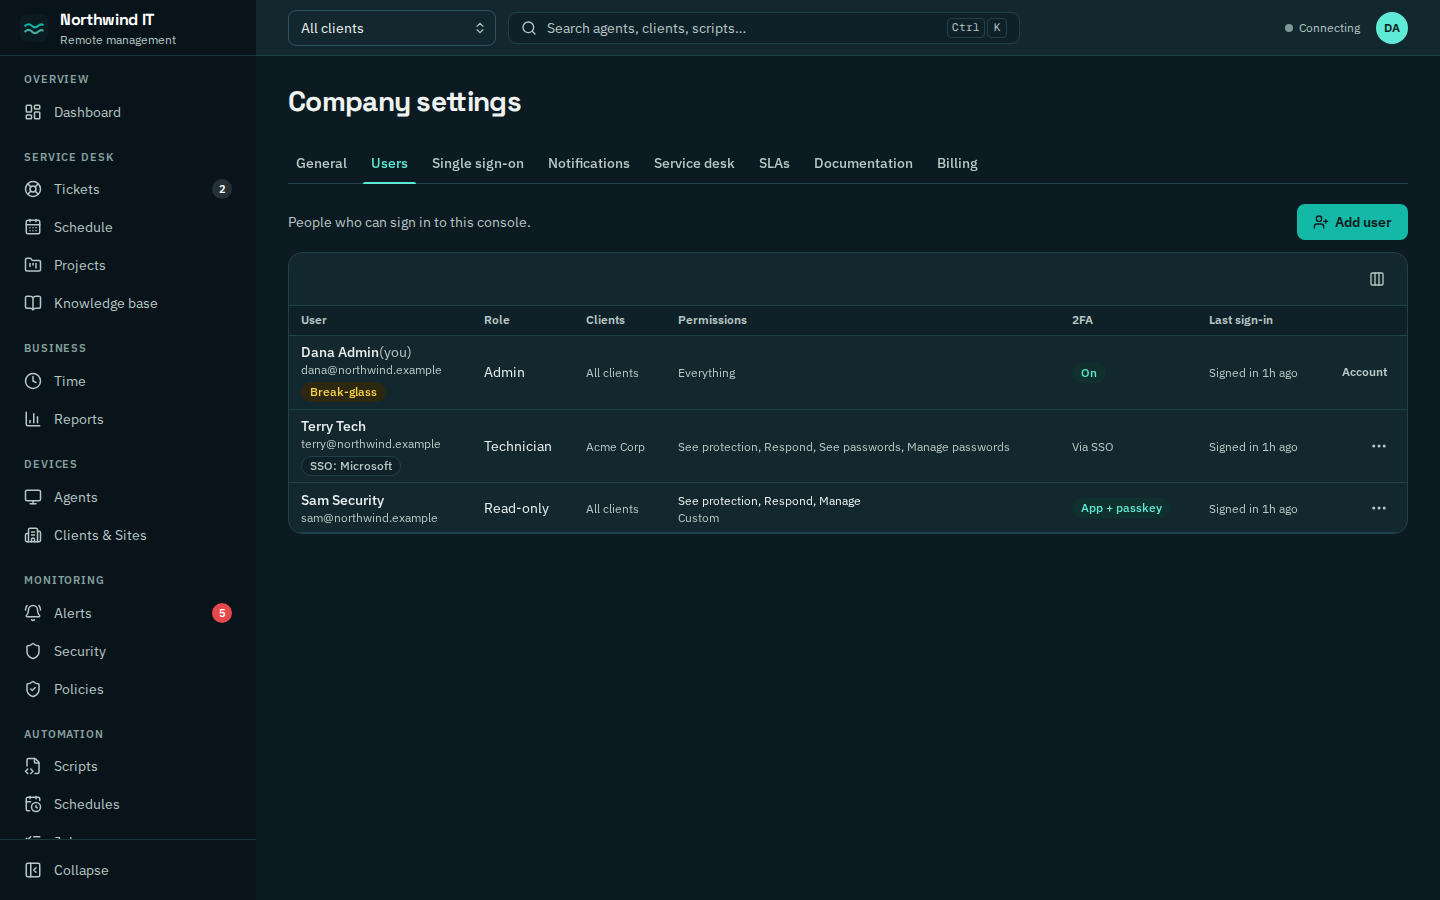 Northwind IT
Remote management
All clients
Search agents, clients, scripts...
Ctrl K
Connecting
DA
OVERVIEW
Dashboard
SERVICE DESK
Tickets 2
Schedule
Projects
Knowledge base
BUSINESS
Time
Reports
DEVICES
Agents
Clients & Sites
MONITORING
Alerts 5
Security
Policies
AUTOMATION
Scripts
Schedules
Collapse
Company settings
General Users Single sign-on Notifications Service desk SLAs Documentation Billing
People who can sign in to this console.
Add user
User Role Clients Permissions 2FA Last sign-in
Dana Admin(you)
dana@northwind.example
Break-glass
Admin All clients Everything On Signed in 1h ago Account
Terry Tech
terry@northwind.example
SSO: Microsoft
Technician Acme Corp See protection, Respond, See passwords, Manage passwords Via SSO Signed in 1h ago
Sam Security
sam@northwind.example
Read-only All clients
See protection, Respond, Manage
Custom
App + passkey Signed in 1h ago